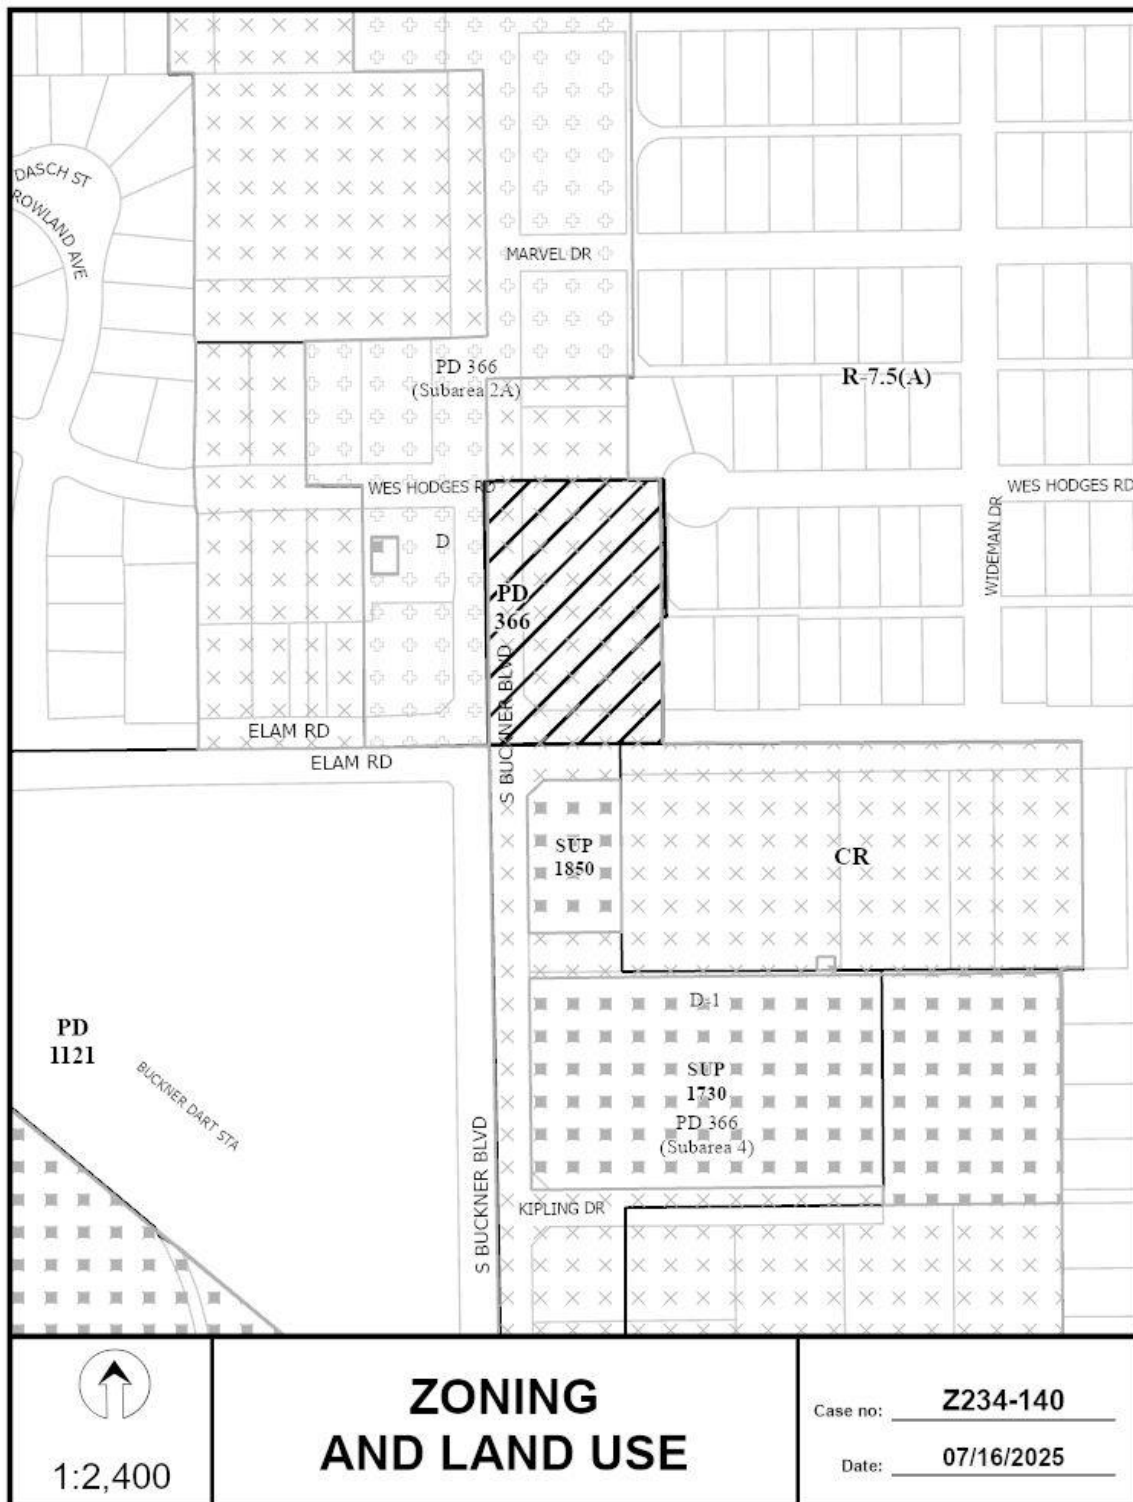 DASCH ST
ROWLAND AVE
MARVEL DR
PD 366
(Subarea 2A)
R-7.5(A)
WES HODGES RD
WES HODGES RD
WIDEMAN DR
D
PD
366
S BUCKNER BLVD
ELAM RD
ELAM RD
SUP
1850
CR
D-1
SUP
1730
PD 366
(Subarea 4)
PD
1121
BUCKNER DART STA
S BUCKNER BLVD
KIPLING DR
1:2,400
ZONING
AND LAND USE
Case no: Z234-140
Date: 07/16/2025